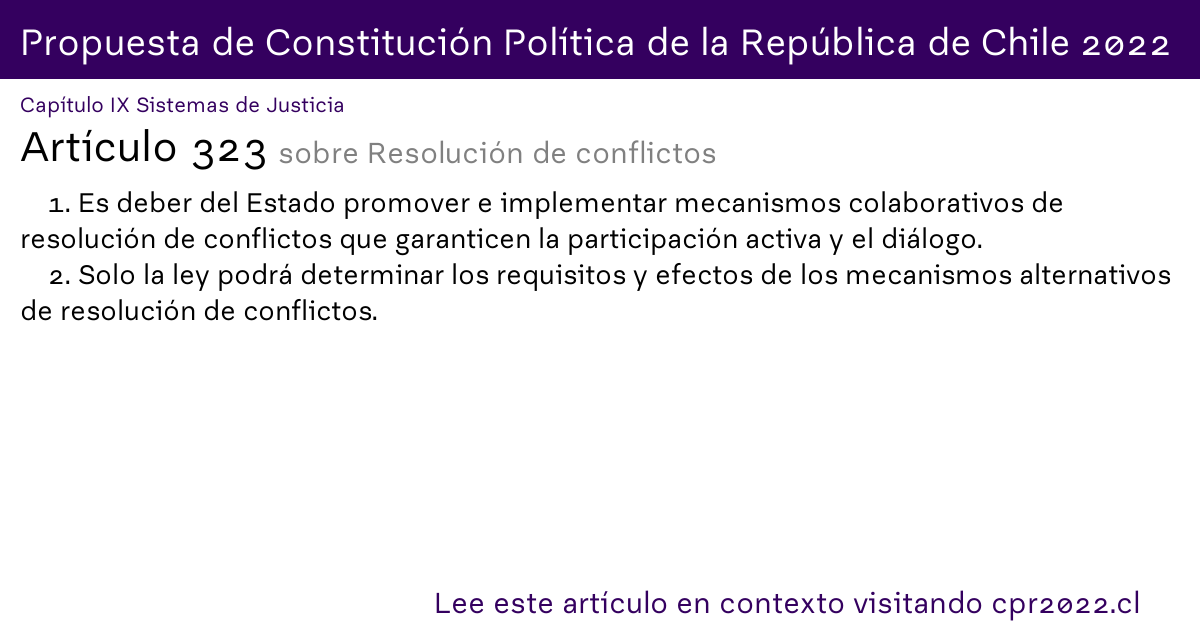 Propuesta de Constitución Política de la República de Chile 2022
Capítulo IX Sistemas de Justicia
Artículo 323 sobre Resolución de conflictos
1. Es deber del Estado promover e implementar mecanismos colaborativos de
resolución de conflictos que garanticen la participación activa y el diálogo.
2. Solo la ley podrá determinar los requisitos y efectos de los mecanismos alternativos
de resolución de conflictos.
Lee este artículo en contexto visitando cpr2022.cl